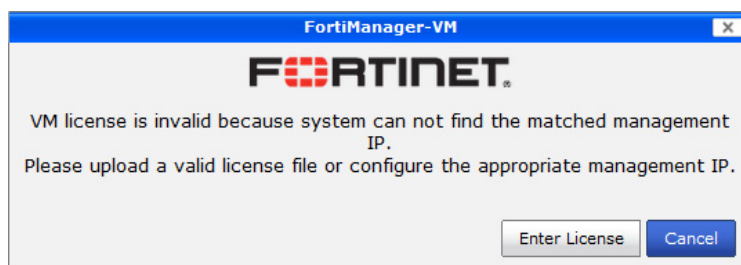 FortiManager-VM
FORTINET®
VM license is invalid because system can not find the matched management
IP.
Please upload a valid license file or configure the appropriate management IP.
Enter License Cancel